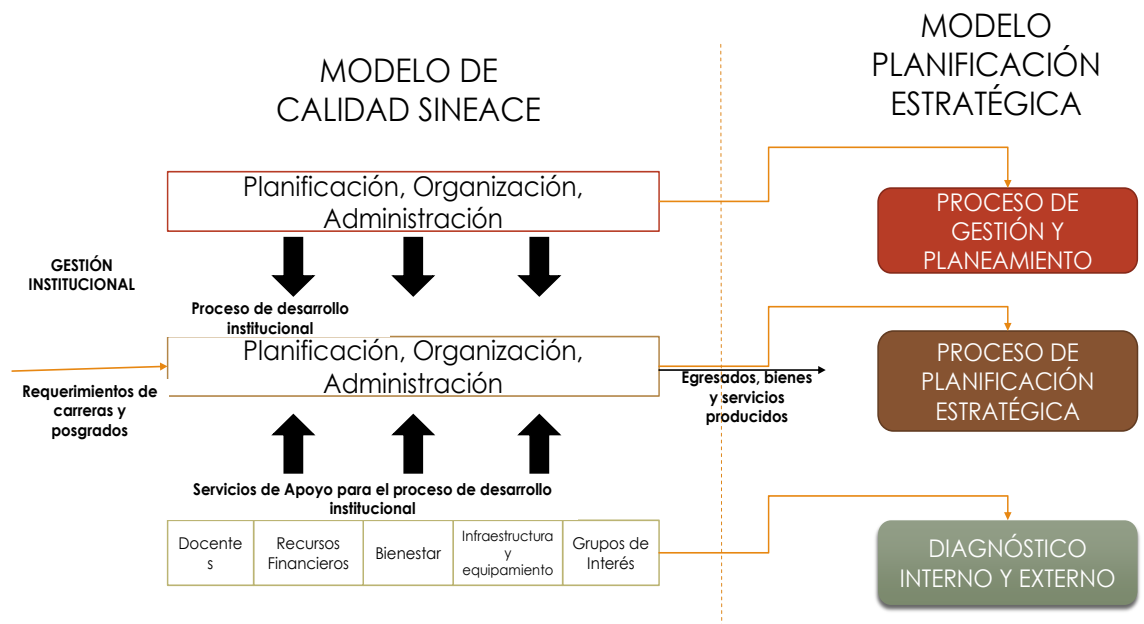 MODELO DE
CALIDAD SINEACE
MODELO
PLANIFICACIÓN
ESTRATÉGICA
Planificación, Organización,
Administración
PROCESO DE
GESTIÓN Y
PLANEAMIENTO
GESTIÓN
INSTITUCIONAL
Proceso de desarrollo
institucional
Planificación, Organización,
Administración
PROCESO DE
PLANIFICACIÓN
ESTRATÉGICA
Requerimientos de
carreras y
posgrados
Egresados, bienes
y servicios
producidos
Servicios de Apoyo para el proceso de desarrollo
institucional
Docente
s
Recursos
Financieros
Bienestar
Infraestructura
y
equipamiento
Grupos de
Interés
DIAGNÓSTICO
INTERNO Y EXTERNO